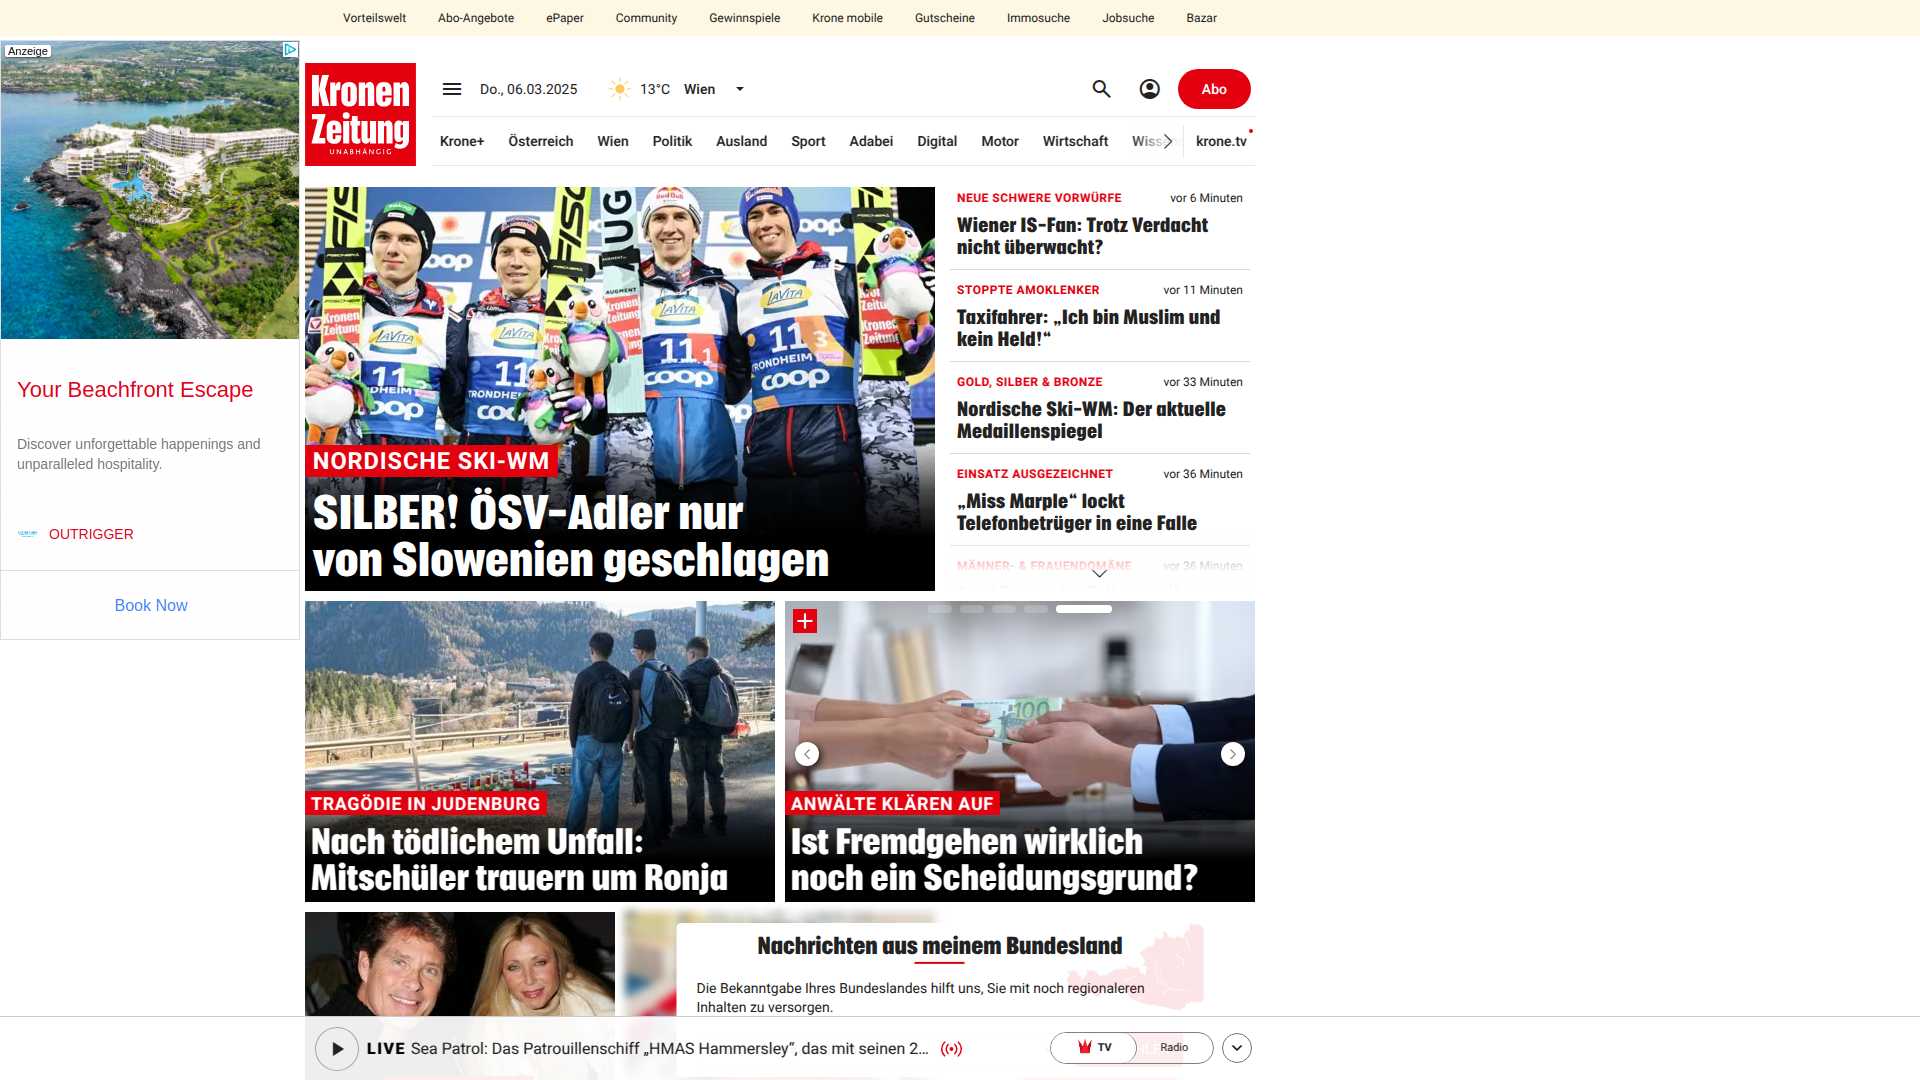 Vorteilswelt Abo-Angebote ePaper Community Gewinnspiele Krone mobile Gutscheine Immosuche Jobsuche Bazar
Anzeige
Kronen
Zeitung
UNABHÄNGIG
Do., 06.03.2025 13°C Wien
Abo
Krone+ Österreich Wien Politik Ausland Sport Adabei Digital Motor Wirtschaft krone.tv
Your Beachfront Escape
Discover unforgettable happenings and
unparalleled hospitality.
OUTRIGGER
Book Now
NORDISCHE SKI-WM
SILBER! ÖSV-Adler nur
von Slowenien geschlagen
NEUE SCHWERE VORWÜRFE vor 6 Minuten
Wiener IS-Fan: Trotz Verdacht
nicht überwacht?
STOPPTE AMOKLENKER vor 11 Minuten
Taxifahrer: „Ich bin Muslim und
kein Held!“
GOLD, SILBER & BRONZE vor 33 Minuten
Nordische Ski-WM: Der aktuelle
Medaillenspiegel
EINSATZ AUSGEZEICHNET vor 36 Minuten
„Miss Marple“ lockt
Telefonbetrüger in eine Falle
MÄNNER- & FRAUENDOMÄNE vor 36 Minuten
TRAGÖDIE IN JUDENBURG
Nach tödlichem Unfall:
Mitschüler trauern um Ronja
ANWÄLTE KLÄREN AUF
Ist Fremdgehen wirklich
noch ein Scheidungsgrund?
Nachrichten aus meinem Bundesland
Die Bekanntgabe Ihres Bundeslandes hilft uns, Sie mit noch regionaleren
Inhalten zu versorgen.
LIVE Sea Patrol: Das Patrouillenschiff „HMAS Hammersley“, das mit seinen 2...
TV Radio